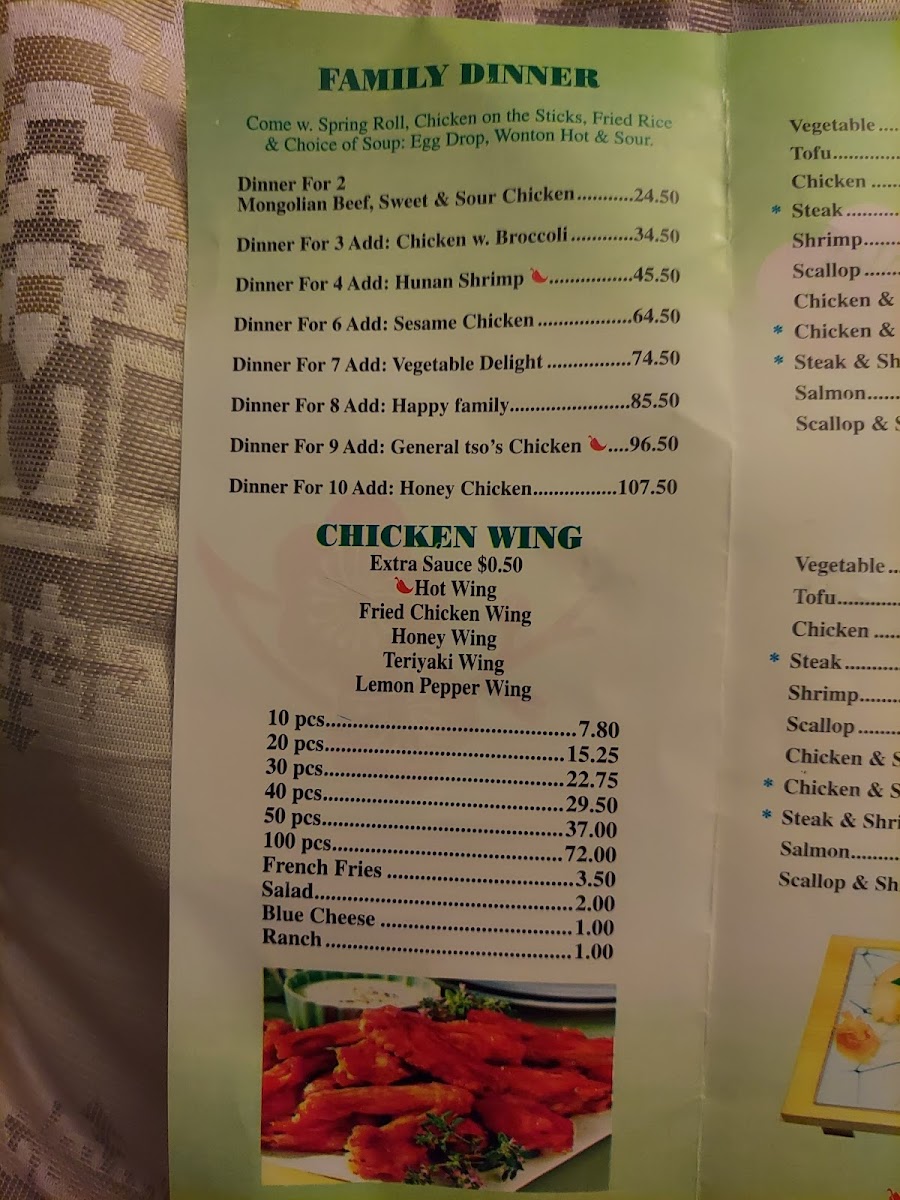 FAMILY DINNER
Come w. Spring Roll, Chicken on the Sticks, Fried Rice
& Choice of Soup: Egg Drop, Wonton Hot & Sour.
Dinner For 2
Mongolian Beef, Sweet & Sour Chicken............24.50
Dinner For 3 Add: Chicken w. Broccoli............34.50
Dinner For 4 Add: Hunan Shrimp ................45.50
Dinner For 6 Add: Sesame Chicken ..................64.50
Dinner For 7 Add: Vegetable Delight ................74.50
Dinner For 8 Add: Happy family.......................85.50
Dinner For 9 Add: General tso's Chicken ....96.50
Dinner For 10 Add: Honey Chicken................107.50
CHICKEN WING
Extra Sauce $0.50
Hot Wing
Fried Chicken Wing
Honey Wing
Teriyaki Wing
Lemon Pepper Wing
10 pcs................................................7.80
20 pcs..............................................15.25
30 pcs..............................................22.75
40 pcs..............................................29.50
50 pcs..............................................37.00
100 pcs............................................72.00
French Fries ....................................3.50
Salad.................................................2.00
Blue Cheese .....................................1.00
Ranch...............................................1.00
Vegetable....
Tofu............
Chicken .....
* Steak.........
Shrimp.......
Scallop.......
Chicken &
* Chicken &
* Steak & Sh
Salmon......
Scallop & S
Vegetable..
Tofu...........
Chicken ....
* Steak.........
Shrimp.......
Scallop.......
Chicken & S
* Chicken & S
* Steak & Shri
Salmon........
Scallop & Sh